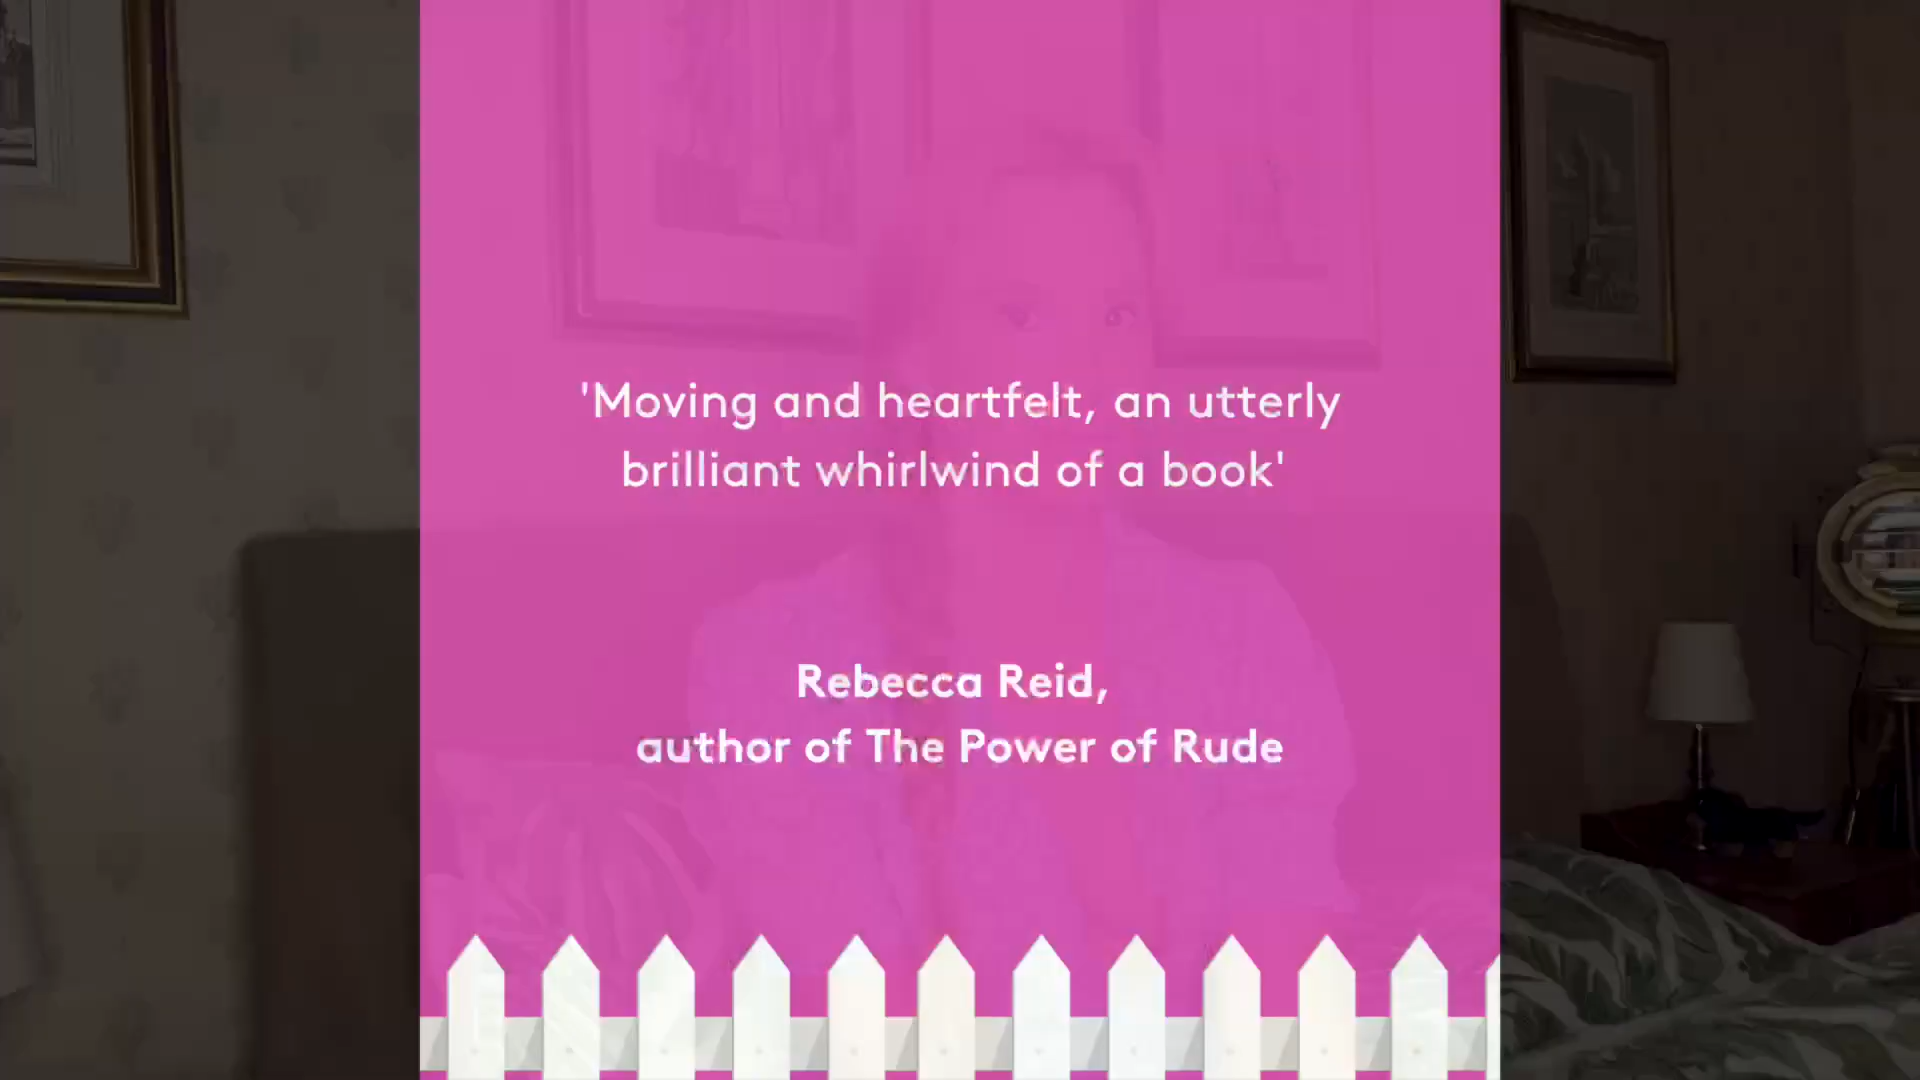 'Moving and heartfelt, an utterly
brilliant whirlwind of a book'
Rebecca Reid,
author of The Power of Rude